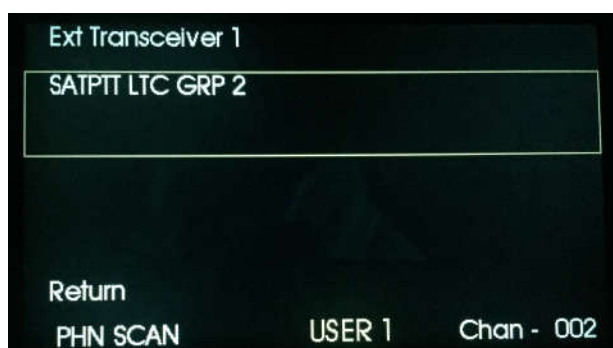 Ext Transceiver 1
SATPTT LTC GRP 2
Return
PHN SCAN USER 1 Chan - 002